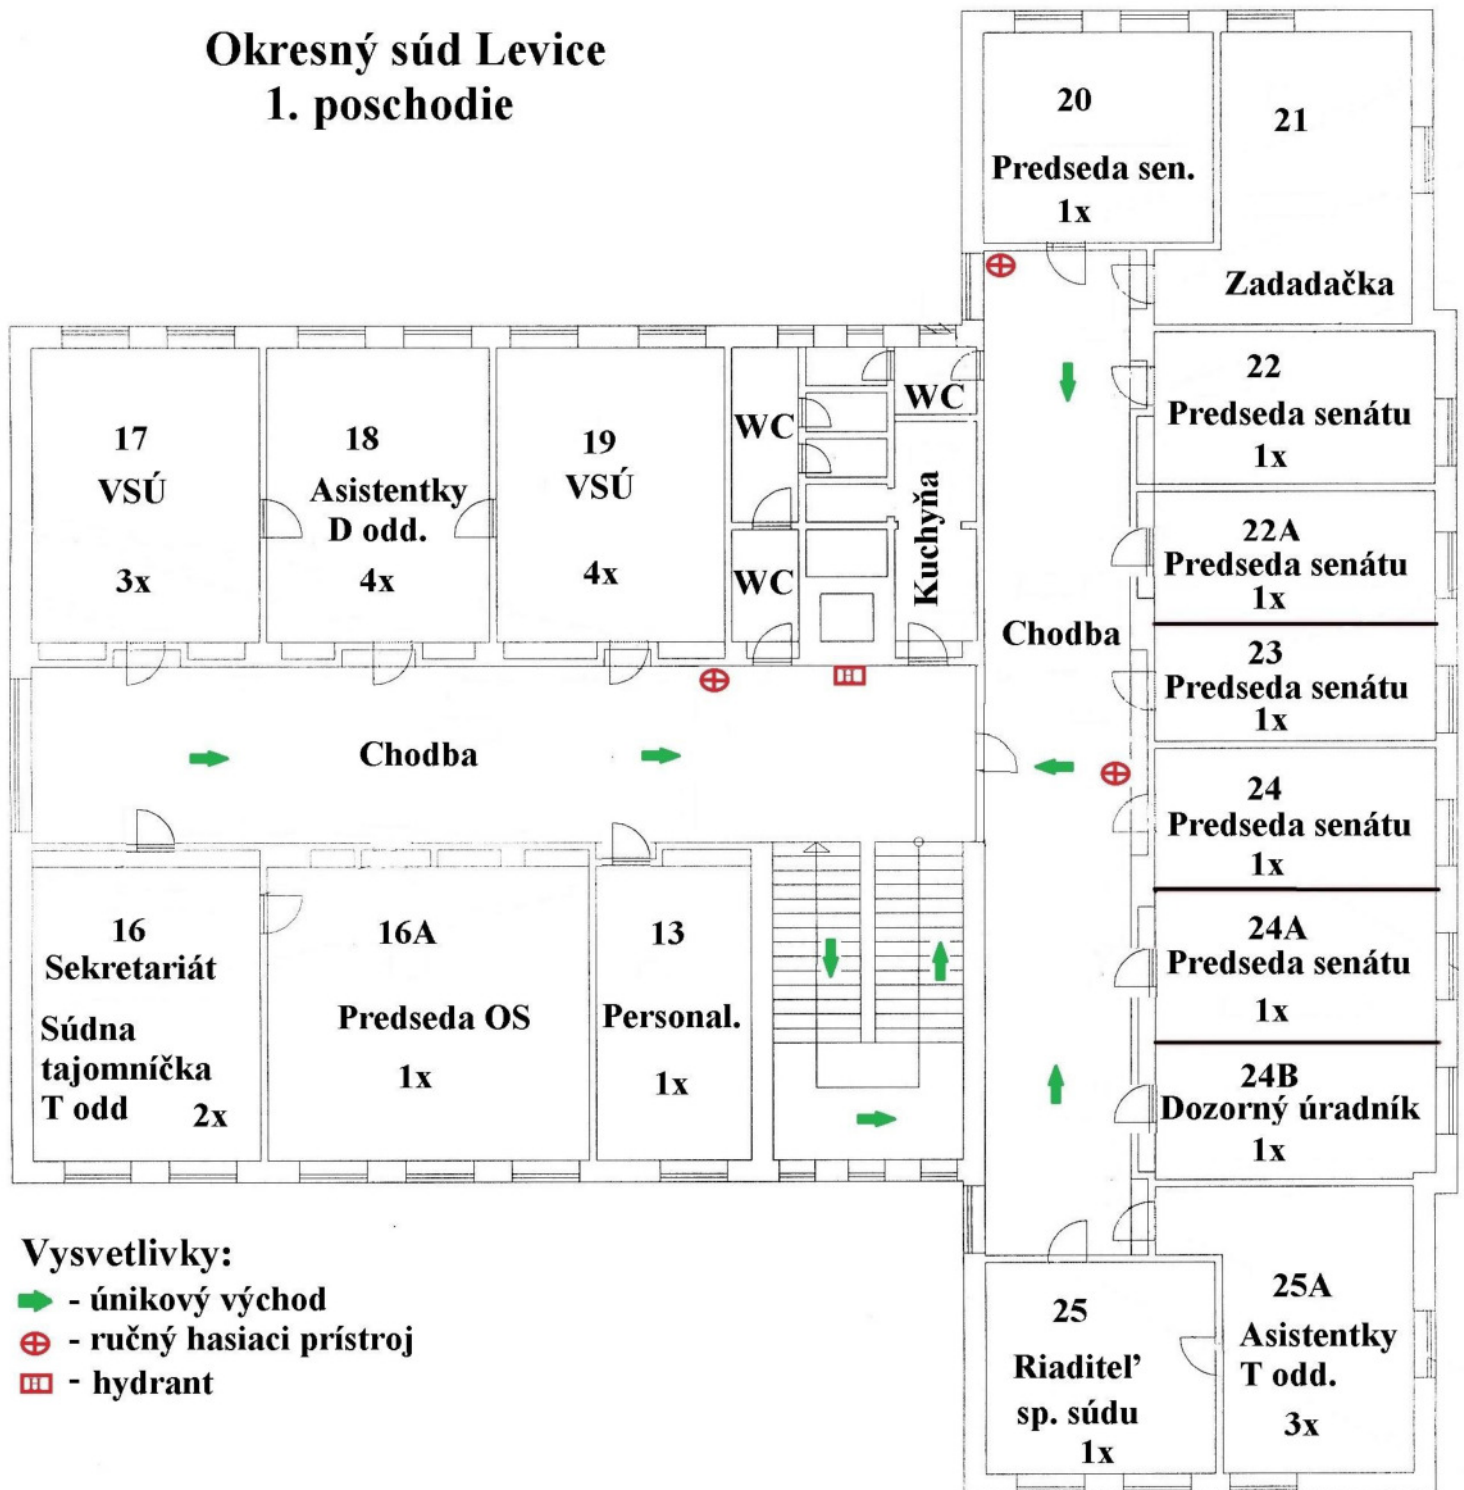 Okresný súd Levice
1. poschodie
20
Predseda sen.
1x
21
Zadadačka
17
VSÚ
3x
18
Asistentky
D odd.
4x
19
VSÚ
4x
WC
WC
WC
Kuchyňa
Chodba
22
Predseda senátu
1x
22A
Predseda senátu
1x
23
Predseda senátu
1x
24
Predseda senátu
1x
24A
Predseda senátu
1x
24B
Dozorný úradník
1x
Chodba
16
Sekretariát
Súdna
tajomníčka
T odd 2x
16A
Predseda OS
1x
13
Personal.
1x
25
Riaditeľ
sp. súdu
1x
25A
Asistentky
T odd.
3x
Vysvetlivky:
- únikový východ
- ručný hasiaci prístroj
- hydrant